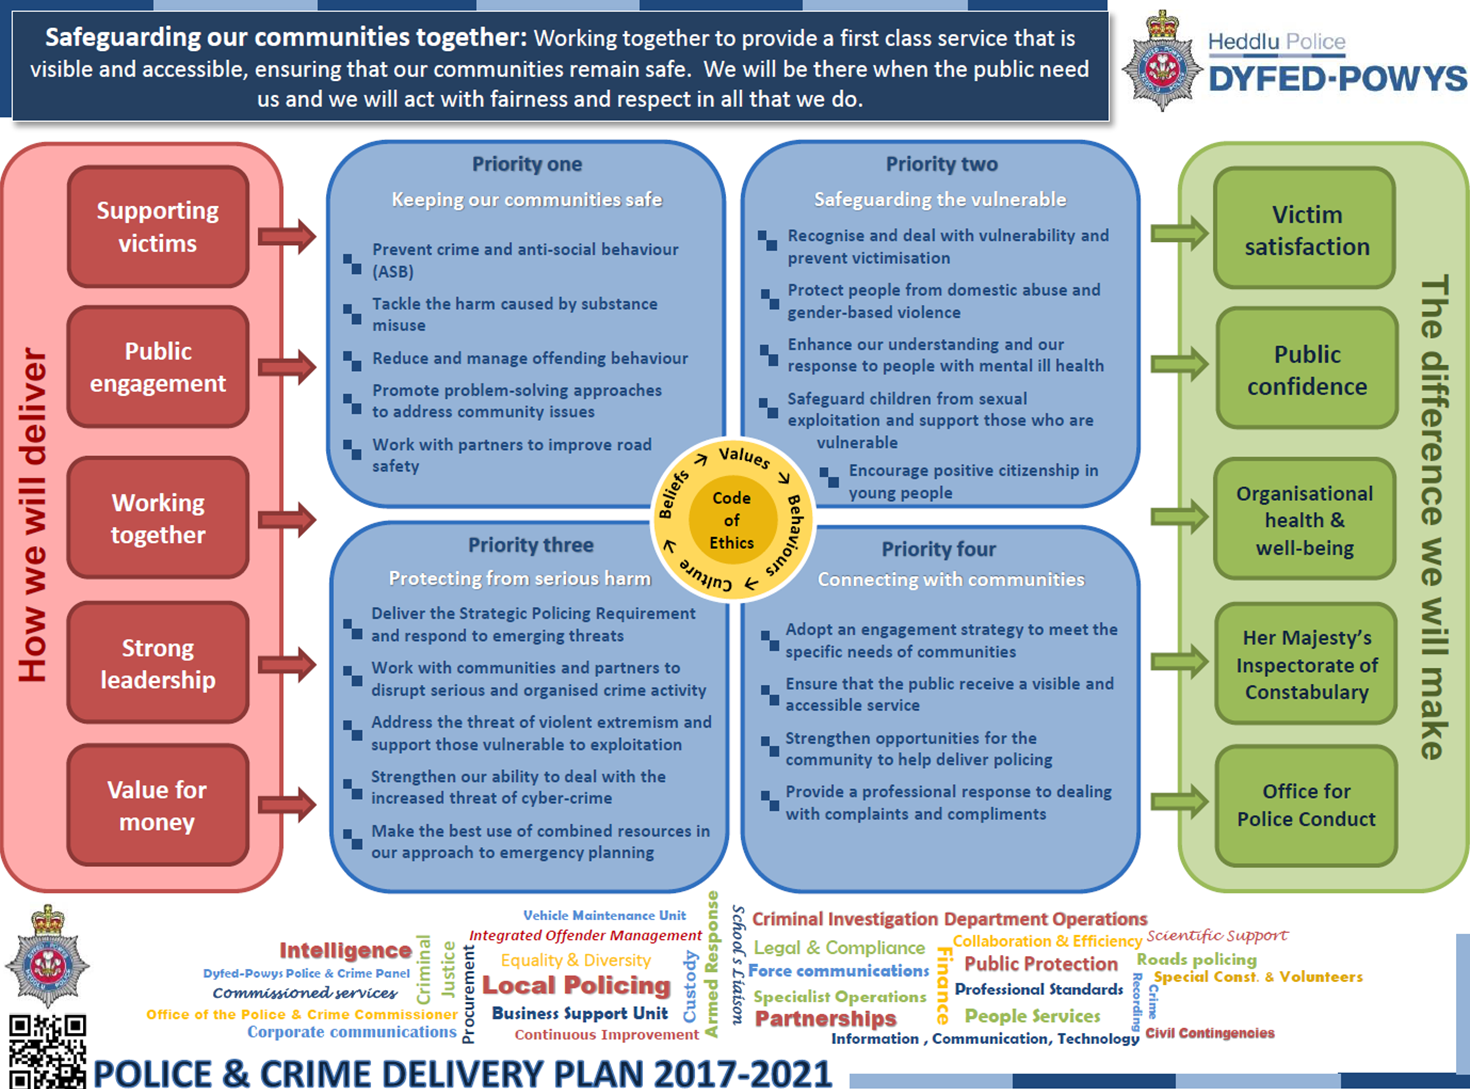 Safeguarding our communities together: Working together to provide a first class service that is
visible and accessible, ensuring that our communities remain safe. We will be there when the public need
us and we will act with fairness and respect in all that we do.
Heddlu Police
DYFED-POWYS
How we will deliver
Supporting
victims
Public
engagement
Working
together
Strong
leadership
Value for
money
Priority one
Keeping our communities safe
Prevent crime and anti-social behaviour
(ASB)
Tackle the harm caused by substance
misuse
Reduce and manage offending behaviour
Promote problem-solving approaches
to address community issues
Work with partners to improve road
safety
Priority two
Safeguarding the vulnerable
Recognise and deal with vulnerability and
prevent victimisation
Protect people from domestic abuse and
gender-based violence
Enhance our understanding and our
response to people with mental ill health
Safeguard children from sexual
exploitation and support those who are
vulnerable
Encourage positive citizenship in
young people
Beliefs → Values → Behaviours → Culture →
Code
of
Ethics
Priority three
Protecting from serious harm
Deliver the Strategic Policing Requirement
and respond to emerging threats
Work with communities and partners to
disrupt serious and organised crime activity
Address the threat of violent extremism and
support those vulnerable to exploitation
Strengthen our ability to deal with the
increased threat of cyber-crime
Make the best use of combined resources in
our approach to emergency planning
Priority four
Connecting with communities
Adopt an engagement strategy to meet the
specific needs of communities
Ensure that the public receive a visible and
accessible service
Strengthen opportunities for the
community to help deliver policing
Provide a professional response to dealing
with complaints and compliments
Victim
satisfaction
Public
confidence
Organisational
health &
well-being
Her Majesty's
Inspectorate of
Constabulary
Office for
Police Conduct
The difference we will make
Intelligence
Dyfed-Powys Police & Crime Panel
Commissioned services
Office of the Police & Crime Commissioner
Corporate communications
Criminal
Justice
Procurement
Vehicle Maintenance Unit
Integrated Offender Management
Equality & Diversity
Local Policing
Business Support Unit
Continuous Improvement
Custody
Armed Response
School's Liaison
Criminal Investigation Department Operations
Legal & Compliance
Force communications
Specialist Operations
Partnerships
Information , Communication, Technology
Finance
Collaboration & Efficiency
Public Protection
Professional Standards
People Services
Scientific Support
Roads policing
Special Const. & Volunteers
Crime
Recording
Civil Contingencies
POLICE & CRIME DELIVERY PLAN 2017-2021